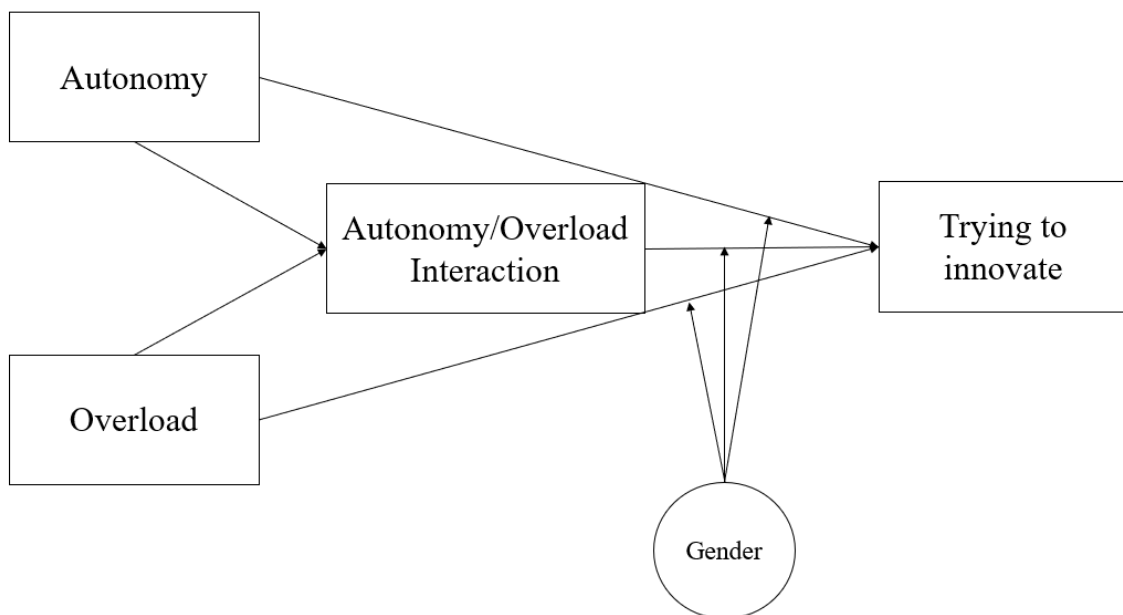 Autonomy
Autonomy/Overload
Interaction
Trying to
innovate
Overload
Gender